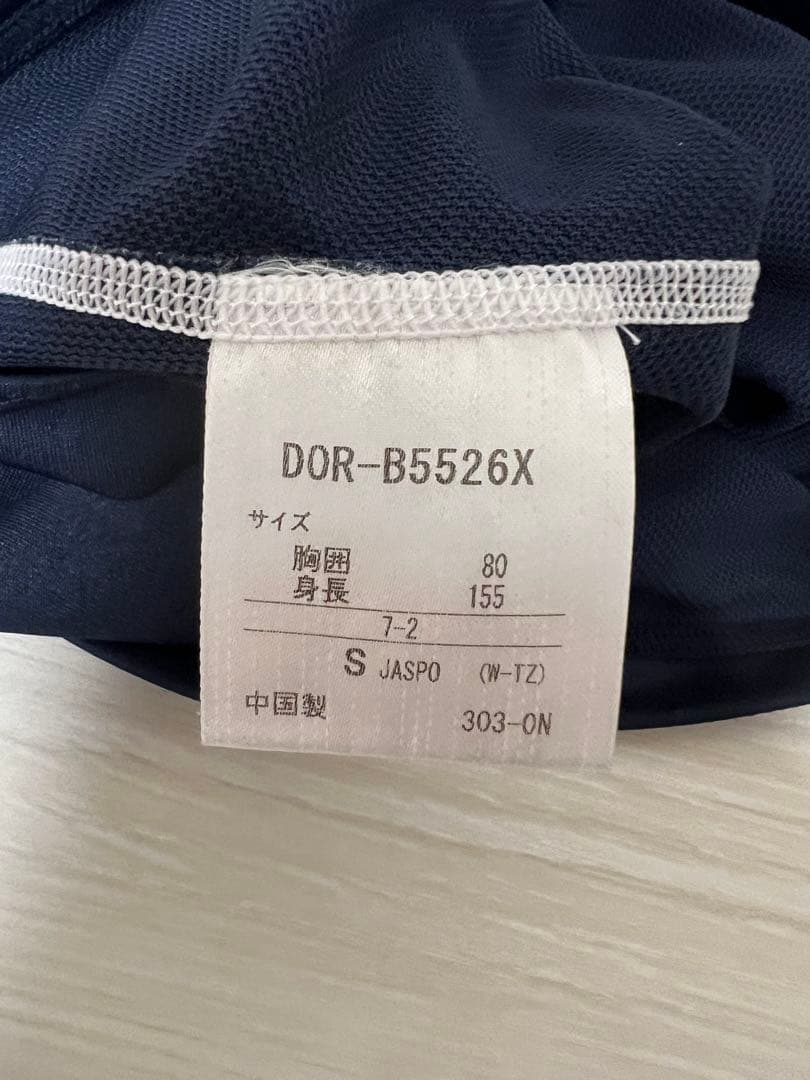 DOR-B5526X
サイズ
胸囲 80
身長 155
7-2
S JASPO (W-TZ)
中国製 303-ON